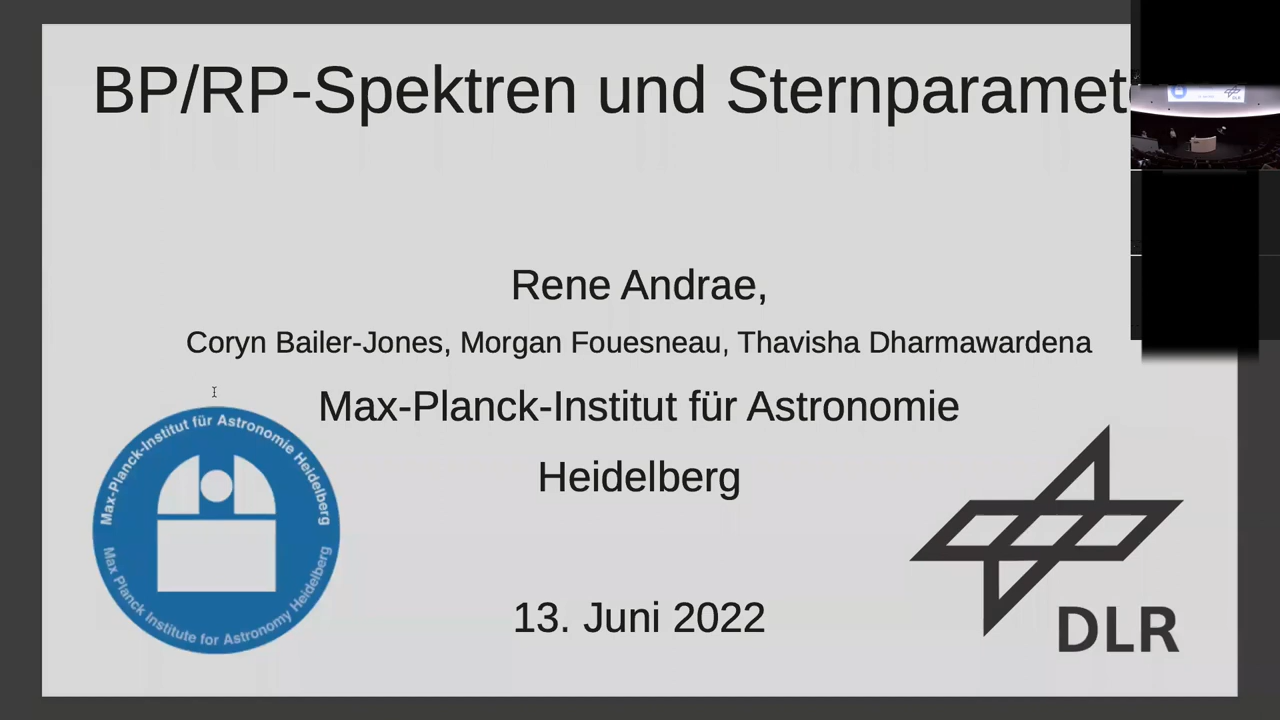 BP/RP-Spektren und Sternparamet
Rene Andrae,
Coryn Bailer-Jones, Morgan Fouesneau, Thavisha Dharmawardena
Max-Planck-Institut für Astronomie
Heidelberg
Max-Planck-Institut für Astronomie Heidelberg
Max Planck Institute for Astronomy Heidelberg
13. Juni 2022
DLR